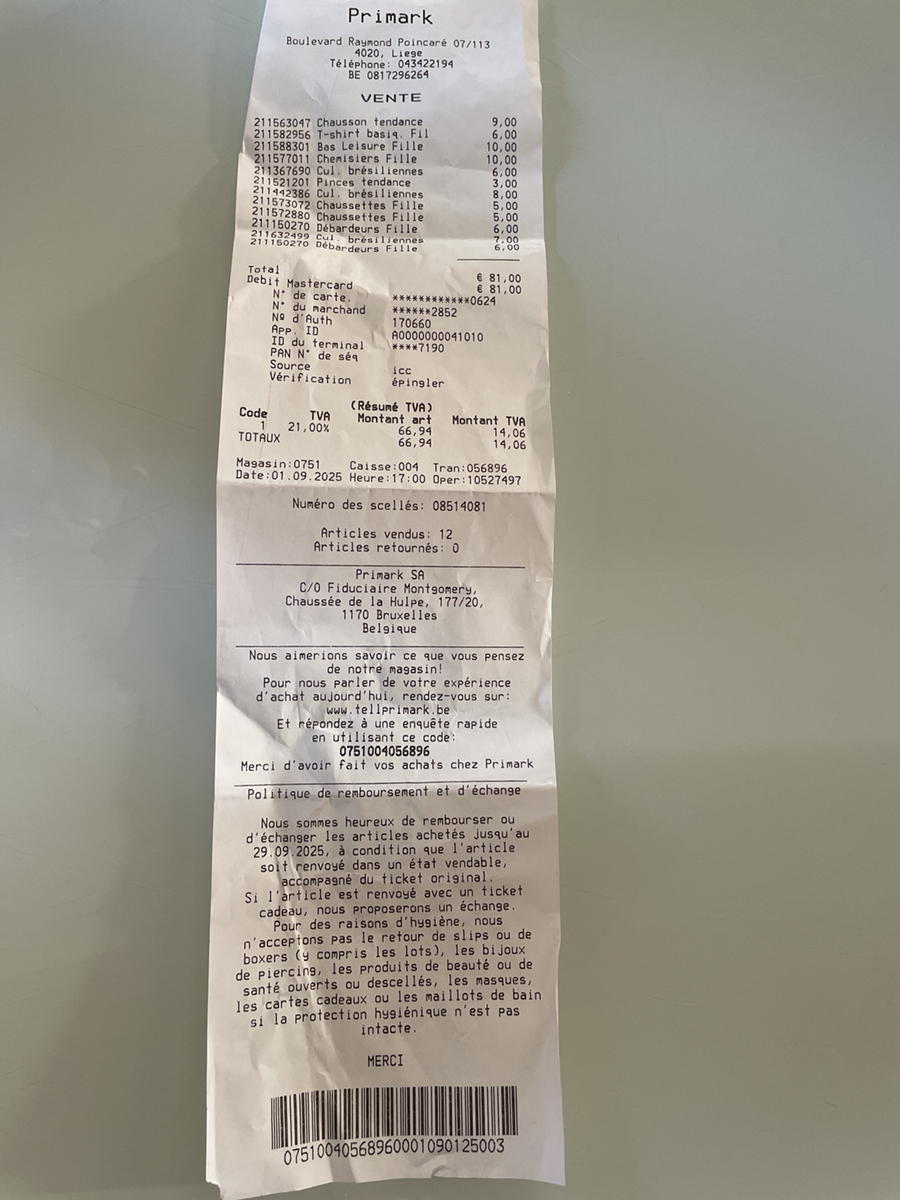 Primark
Boulevard Raymond Poincaré 07/113
4020, Liege
Téléphone: 043422194
BE 0817296264
VENTE
211563047 Chausson tendance 9,00
211582956 T-shirt basiq. Fil 6,00
211588301 Bas Leisure Fille 10,00
211577011 Chemisiers Fille 10,00
211367690 Cul. brésiliennes 6,00
211521201 Pinces tendance 3,00
211442386 Cul. brésiliennes 8,00
211573072 Chaussettes Fille 5,00
211572880 Chaussettes Fille 5,00
211150270 Débardeurs Fille 6,00
211632499 Cul. brésiliennes 7,00
211150270 Débardeurs Fille 6,00
Total € 81,00
Debit Mastercard € 81,00
N° de carte. ************0624
N° du marchand ******2852
Nº d'Auth 170660
App. ID A0000000041010
ID du terminal ****7190
PAN N° de séq
Source icc
Vérification épingler
(Résumé TVA)
Code TVA Montant art Montant TVA
1 21,00% 66,94 14,06
TOTAUX 66,94 14,06
Magasin:0751 Caisse:004 Tran:056896
Date:01.09.2025 Heure:17:00 Oper:10527497
Numéro des scellés: 08514081
Articles vendus: 12
Articles retournés: 0
Primark SA
C/O Fiduciaire Montgomery,
Chaussée de la Hulpe, 177/20,
1170 Bruxelles
Belgique
Nous aimerions savoir ce que vous pensez
de notre magasin!
Pour nous parler de votre expérience
d'achat aujourd'hui, rendez-vous sur:
www.tellprimark.be
Et répondez à une enquête rapide
en utilisant ce code:
0751004056896
Merci d'avoir fait vos achats chez Primark
Politique de remboursement et d'échange
Nous sommes heureux de rembourser ou
d'échanger les articles achetés jusqu'au
29.09.2025, à condition que l'article
soit renvoyé dans un état vendable,
accompagné du ticket original.
Si l'article est renvoyé avec un ticket
cadeau, nous proposerons un échange.
Pour des raisons d'hygiène, nous
n'acceptons pas le retour de slips ou de
boxers (y compris les lots), les bijoux
de piercing, les produits de beauté ou de
santé ouverts ou descellés, les masques,
les cartes cadeaux ou les maillots de bain
si la protection hygiénique n'est pas
intacte.
MERCI
07510040568960001090125003